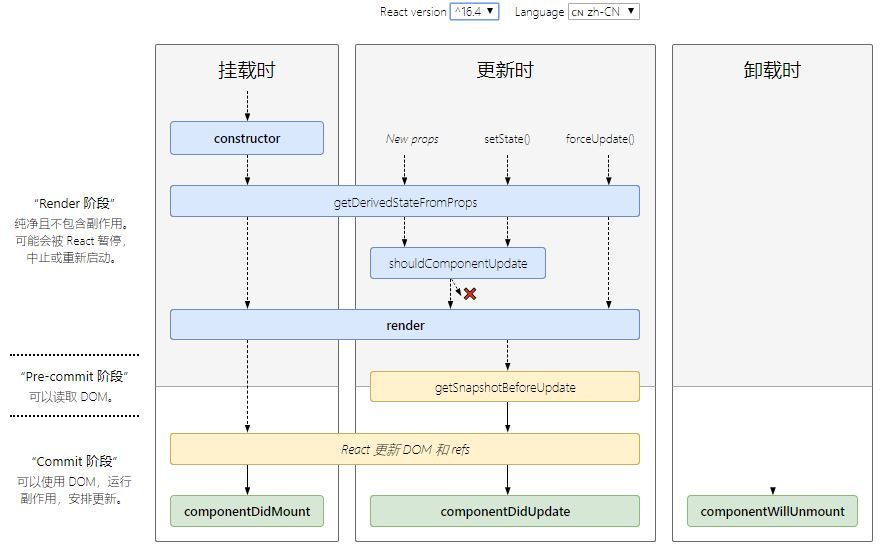 React version ^16.4 Language CN zh-CN
挂载时 更新时 卸载时
constructor
New props setState() forceUpdate()
“Render 阶段”
纯净且不包含副作用。
可能会被 React 暂停，
中止或重新启动。
getDerivedStateFromProps
shouldComponentUpdate
render
“Pre-commit 阶段”
可以读取 DOM。
getSnapshotBeforeUpdate
React 更新 DOM 和 refs
“Commit 阶段”
可以使用 DOM，运行
副作用，安排更新。
componentDidMount componentDidUpdate componentWillUnmount